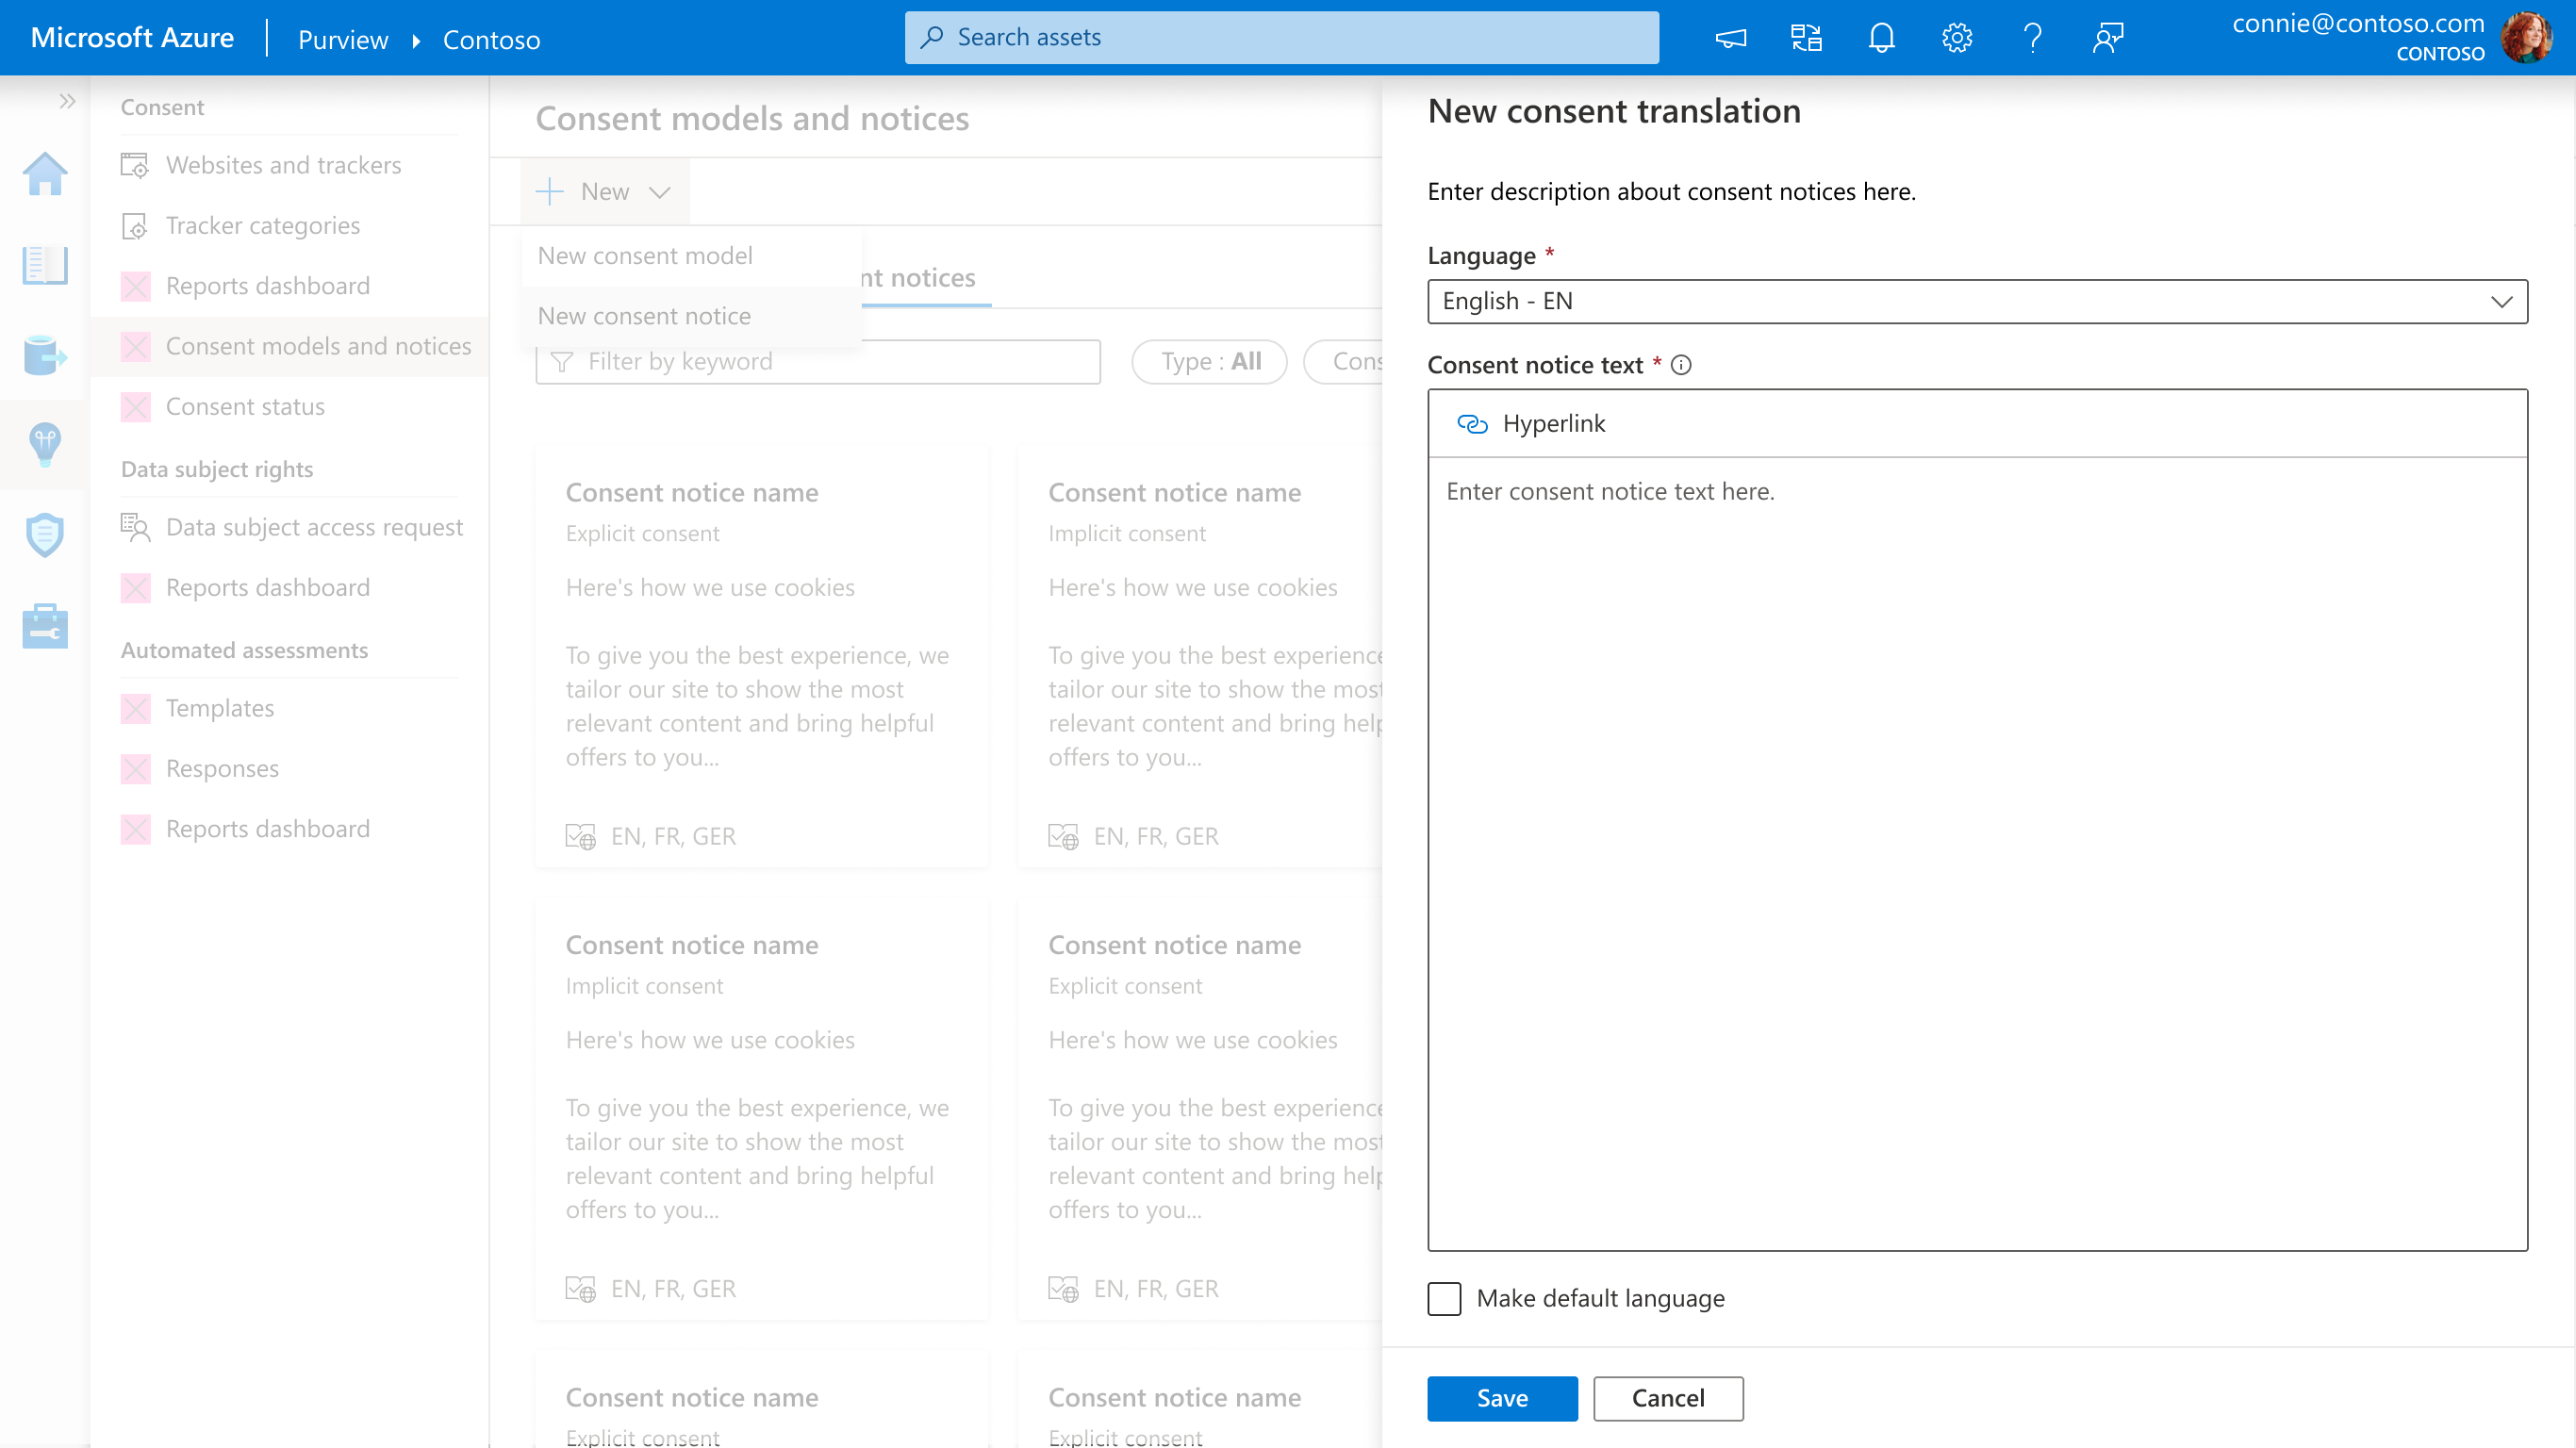 Microsoft Azure
Purview
Contoso
Search assets
connie@contoso.com
CONTOSO
Consent
Websites and trackers
Tracker categories
Reports dashboard
Consent models and notices
Consent status
Data subject rights
Data subject access request
Reports dashboard
Automated assessments
Templates
Responses
Reports dashboard
Consent models and notices
New
New consent model
nt notices
New consent notice
Filter by keyword
Type : All
Cons
Consent notice name
Explicit consent
Here's how we use cookies
To give you the best experience, we
tailor our site to show the most
relevant content and bring helpful
offers to you...
EN, FR, GER
Consent notice name
Implicit consent
Here's how we use cookies
To give you the best experience
tailor our site to show the most
relevant content and bring help
offers to you...
EN, FR, GER
Consent notice name
Implicit consent
Here's how we use cookies
To give you the best experience, we
tailor our site to show the most
relevant content and bring helpful
offers to you...
EN, FR, GER
Consent notice name
Explicit consent
Here's how we use cookies
To give you the best experience
tailor our site to show the most
relevant content and bring help
offers to you...
EN, FR, GER
Consent notice name
Explicit consent
Consent notice name
Explicit consent
New consent translation
Enter description about consent notices here.
Language *
English - EN
Consent notice text *
Hyperlink
Enter consent notice text here.
Make default language
Save
Cancel